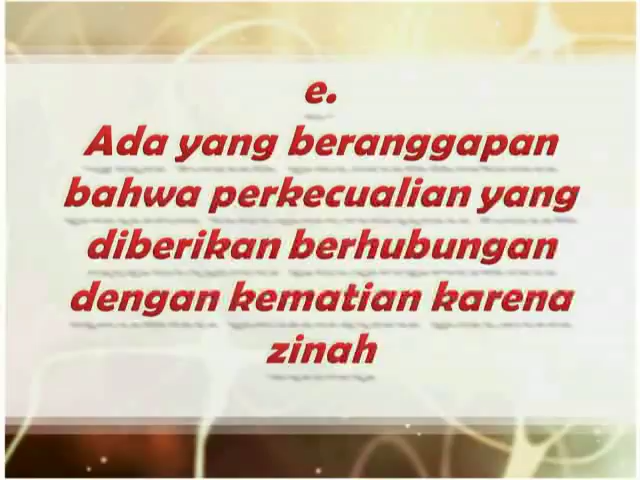 e.
Ada yang beranggapan
bahwa perkecualian yang
diberikan berhubungan
dengan kematian karena
zinah